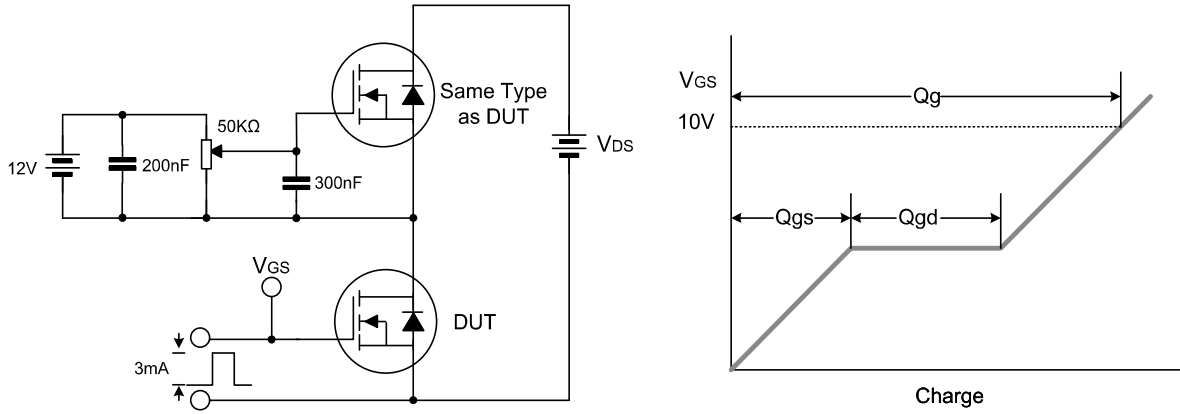 12V
200nF
50KΩ
300nF
Same Type
as DUT
VDS
VGS
DUT
3mA
VGS
10V
Qg
Qgs
Qgd
Charge